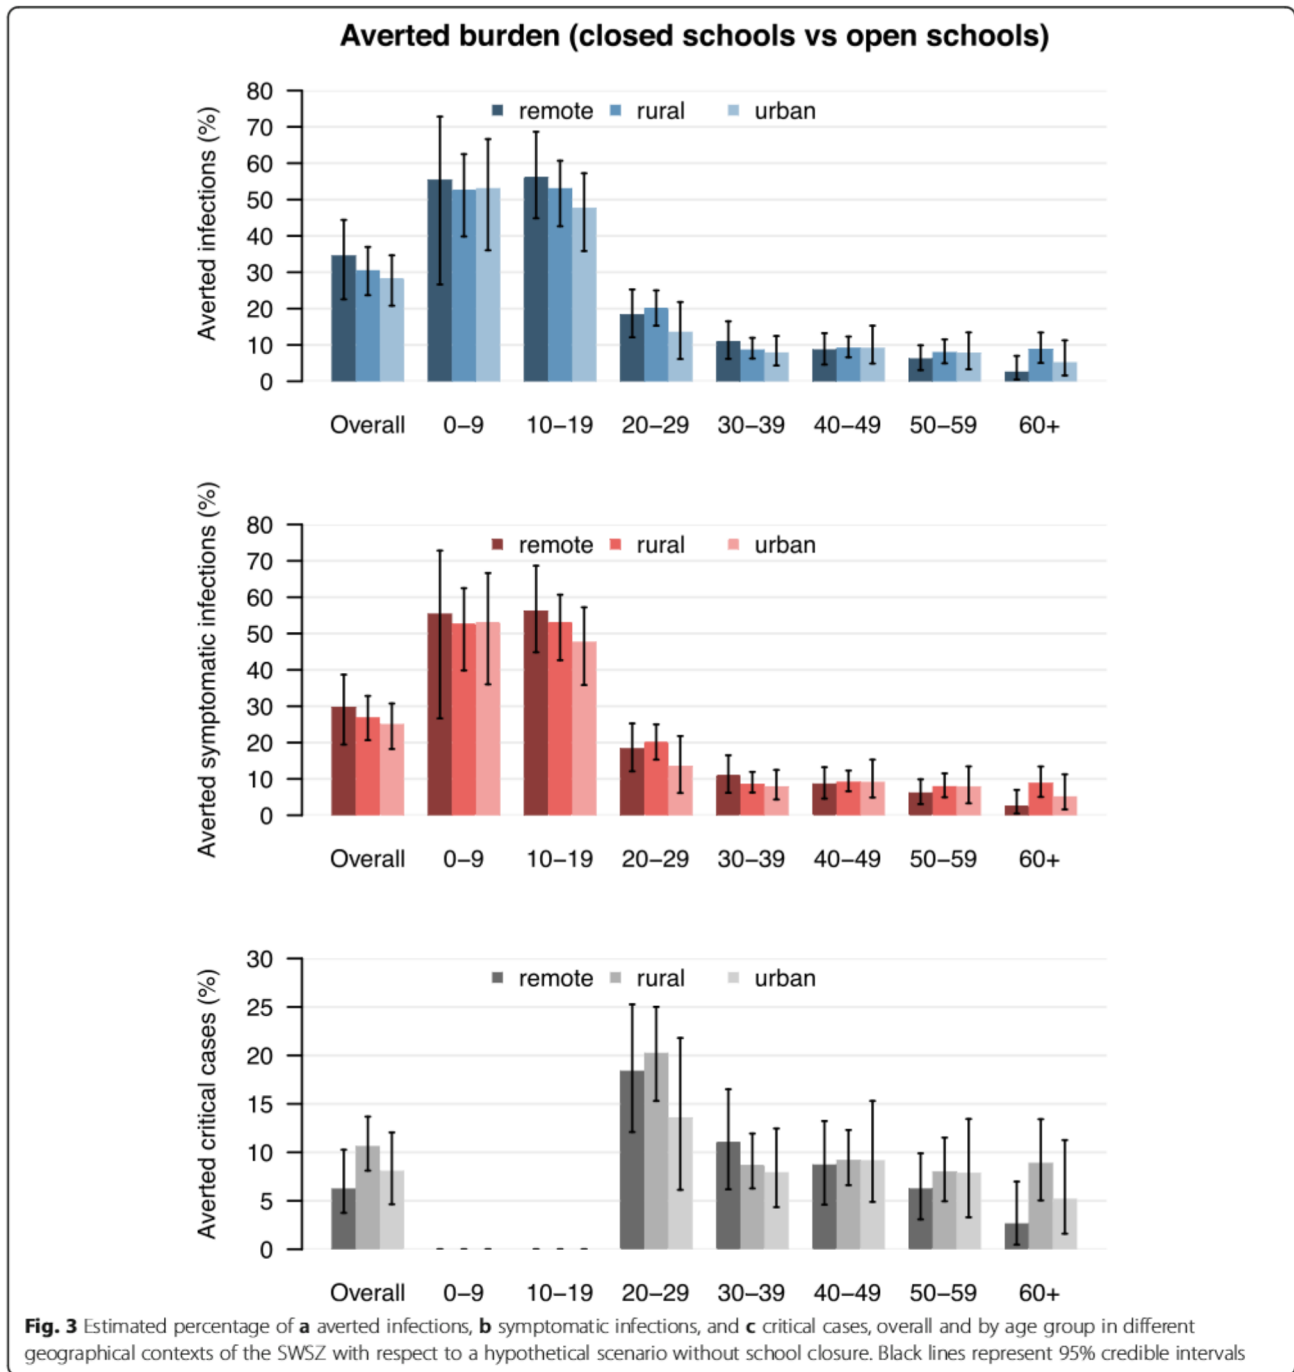 Averted burden (closed schools vs open schools)
Averted infections (%)
80
70
60
50
40
30
20
10
0
remote rural urban
Overall 0–9 10–19 20–29 30–39 40–49 50–59 60+
Averted symptomatic infections (%)
80
70
60
50
40
30
20
10
0
remote rural urban
Overall 0–9 10–19 20–29 30–39 40–49 50–59 60+
Averted critical cases (%)
30
25
20
15
10
5
0
remote rural urban
Overall 0–9 10–19 20–29 30–39 40–49 50–59 60+
Fig. 3 Estimated percentage of a averted infections, b symptomatic infections, and c critical cases, overall and by age group in different
geographical contexts of the SWSZ with respect to a hypothetical scenario without school closure. Black lines represent 95% credible intervals